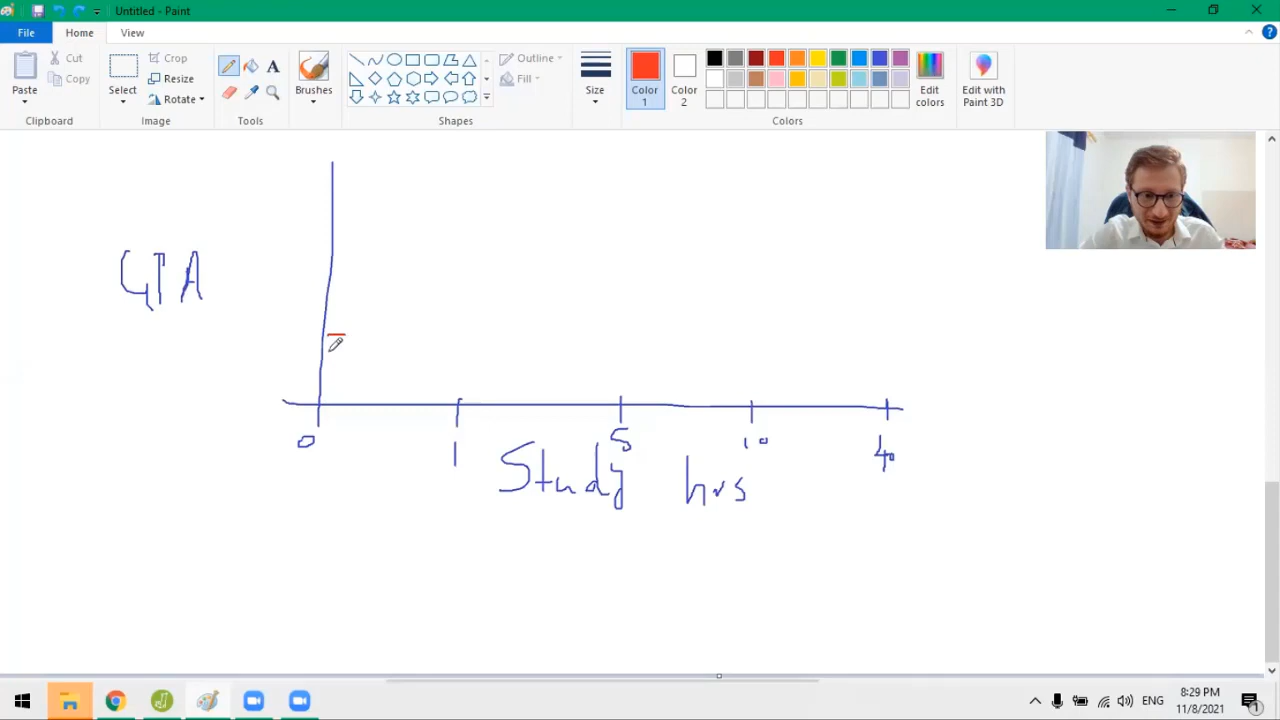 Untitled - Paint
File Home View
Paste
Cut
Copy
Clipboard
Select
Crop
Resize
Rotate
Image
Tools
Brushes
Outline
Fill
Shapes
Size
Color 1
Color 2
Edit colors
Colors
Edit with Paint 3D
GPA
0 1 5 10 40
Study hrs
ENG
8:29 PM
11/8/2021